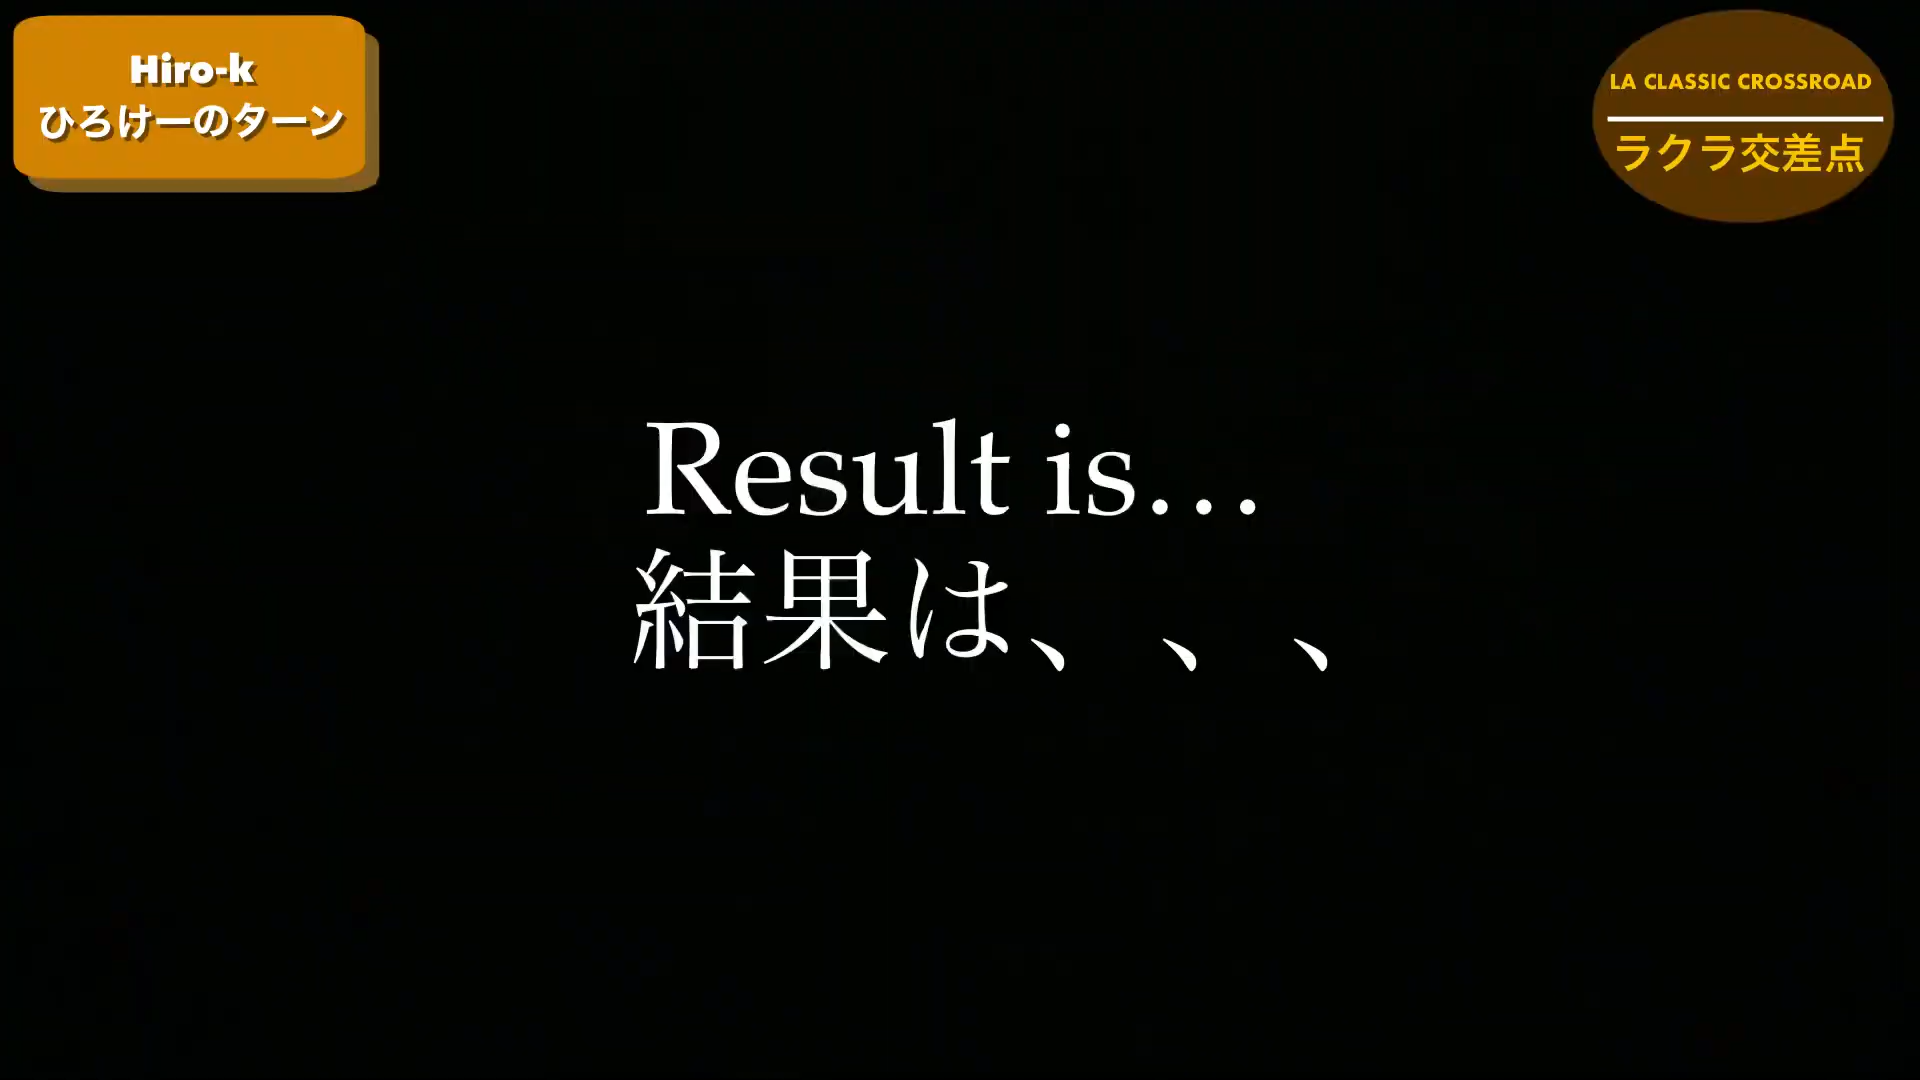 Hiro-k
ひろけーのターン
LA CLASSIC CROSSROAD
ラクラ交差点
Result is…
結果は、、、